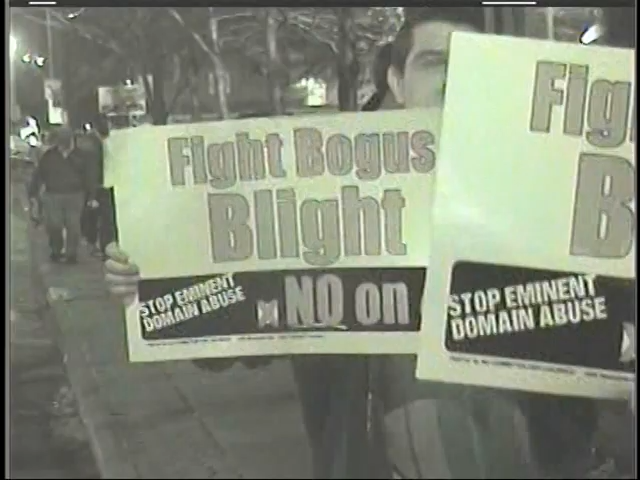 Fight Bogus
Blight
STOP EMINENT
DOMAIN ABUSE
NO on
Fig
B
STOP EMINENT
DOMAIN ABUSE